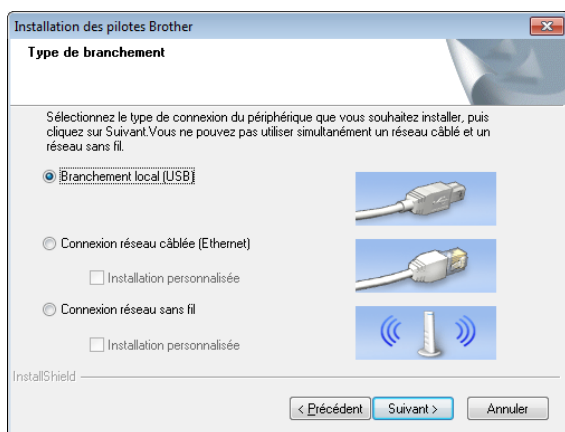 Installation des pilotes Brother
Type de branchement
Sélectionnez le type de connexion du périphérique que vous souhaitez installer, puis
cliquez sur Suivant.Vous ne pouvez pas utiliser simultanément un réseau câblé et un
réseau sans fil.
Branchement local (USB)
Connexion réseau câblée (Ethernet)
Installation personnalisée
Connexion réseau sans fil
Installation personnalisée
InstallShield
< Précédent Suivant > Annuler